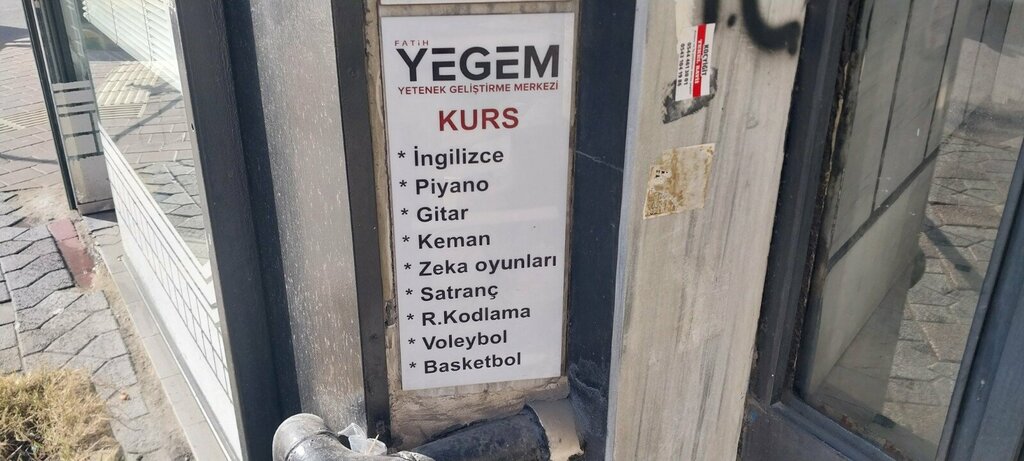 FATİH
YEGEM
YETENEK GELİŞTİRME MERKEZİ
KURS
* İngilizce
* Piyano
* Gitar
* Keman
* Zeka oyunları
* Satranç
* R.Kodlama
* Voleybol
* Basketbol